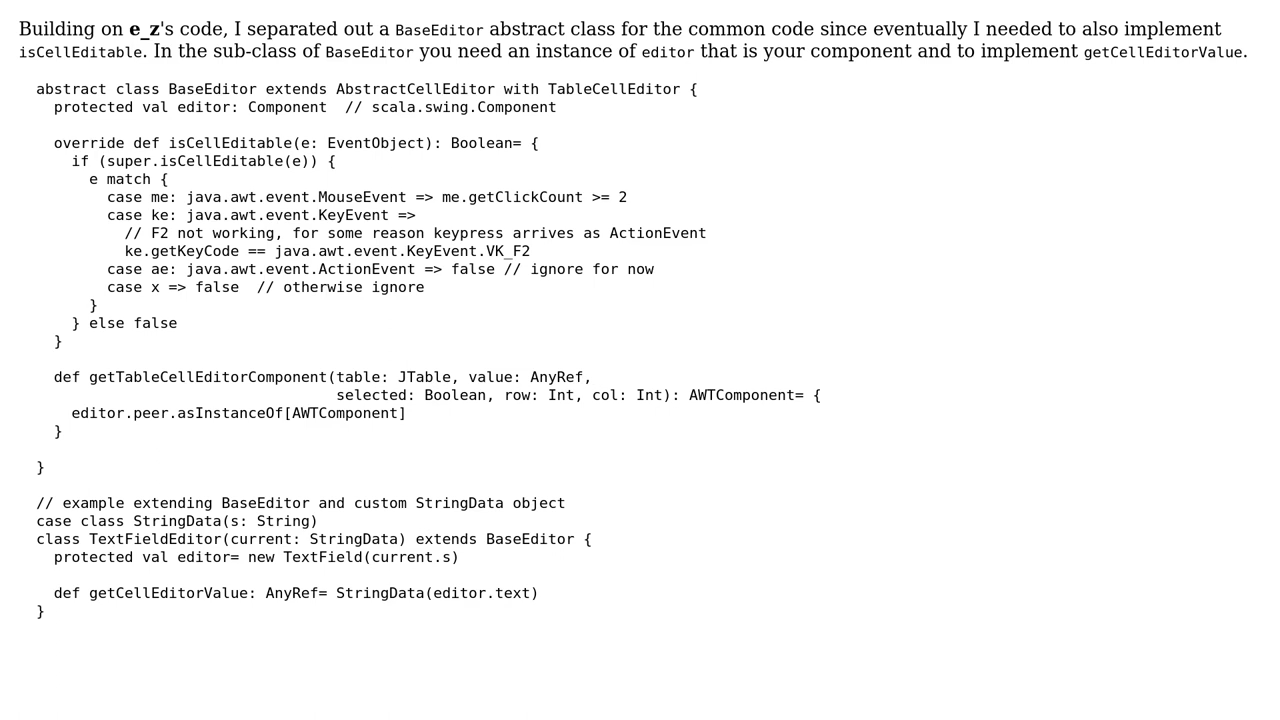 Building on e_z's code, I separated out a BaseEditor abstract class for the common code since eventually I needed to also implement
isCellEditable. In the sub-class of BaseEditor you need an instance of editor that is your component and to implement getCellEditorValue.
abstract class BaseEditor extends AbstractCellEditor with TableCellEditor {
  protected val editor: Component  // scala.swing.Component

  override def isCellEditable(e: EventObject): Boolean= {
    if (super.isCellEditable(e)) {
      e match {
        case me: java.awt.event.MouseEvent => me.getClickCount >= 2
        case ke: java.awt.event.KeyEvent =>
          // F2 not working, for some reason keypress arrives as ActionEvent
          ke.getKeyCode == java.awt.event.KeyEvent.VK_F2
        case ae: java.awt.event.ActionEvent => false // ignore for now
        case x => false  // otherwise ignore
      }
    } else false
  }

  def getTableCellEditorComponent(table: JTable, value: AnyRef,
                                  selected: Boolean, row: Int, col: Int): AWTComponent= {
    editor.peer.asInstanceOf[AWTComponent]
  }

}

// example extending BaseEditor and custom StringData object
case class StringData(s: String)
class TextFieldEditor(current: StringData) extends BaseEditor {
  protected val editor= new TextField(current.s)

  def getCellEditorValue: AnyRef= StringData(editor.text)
}